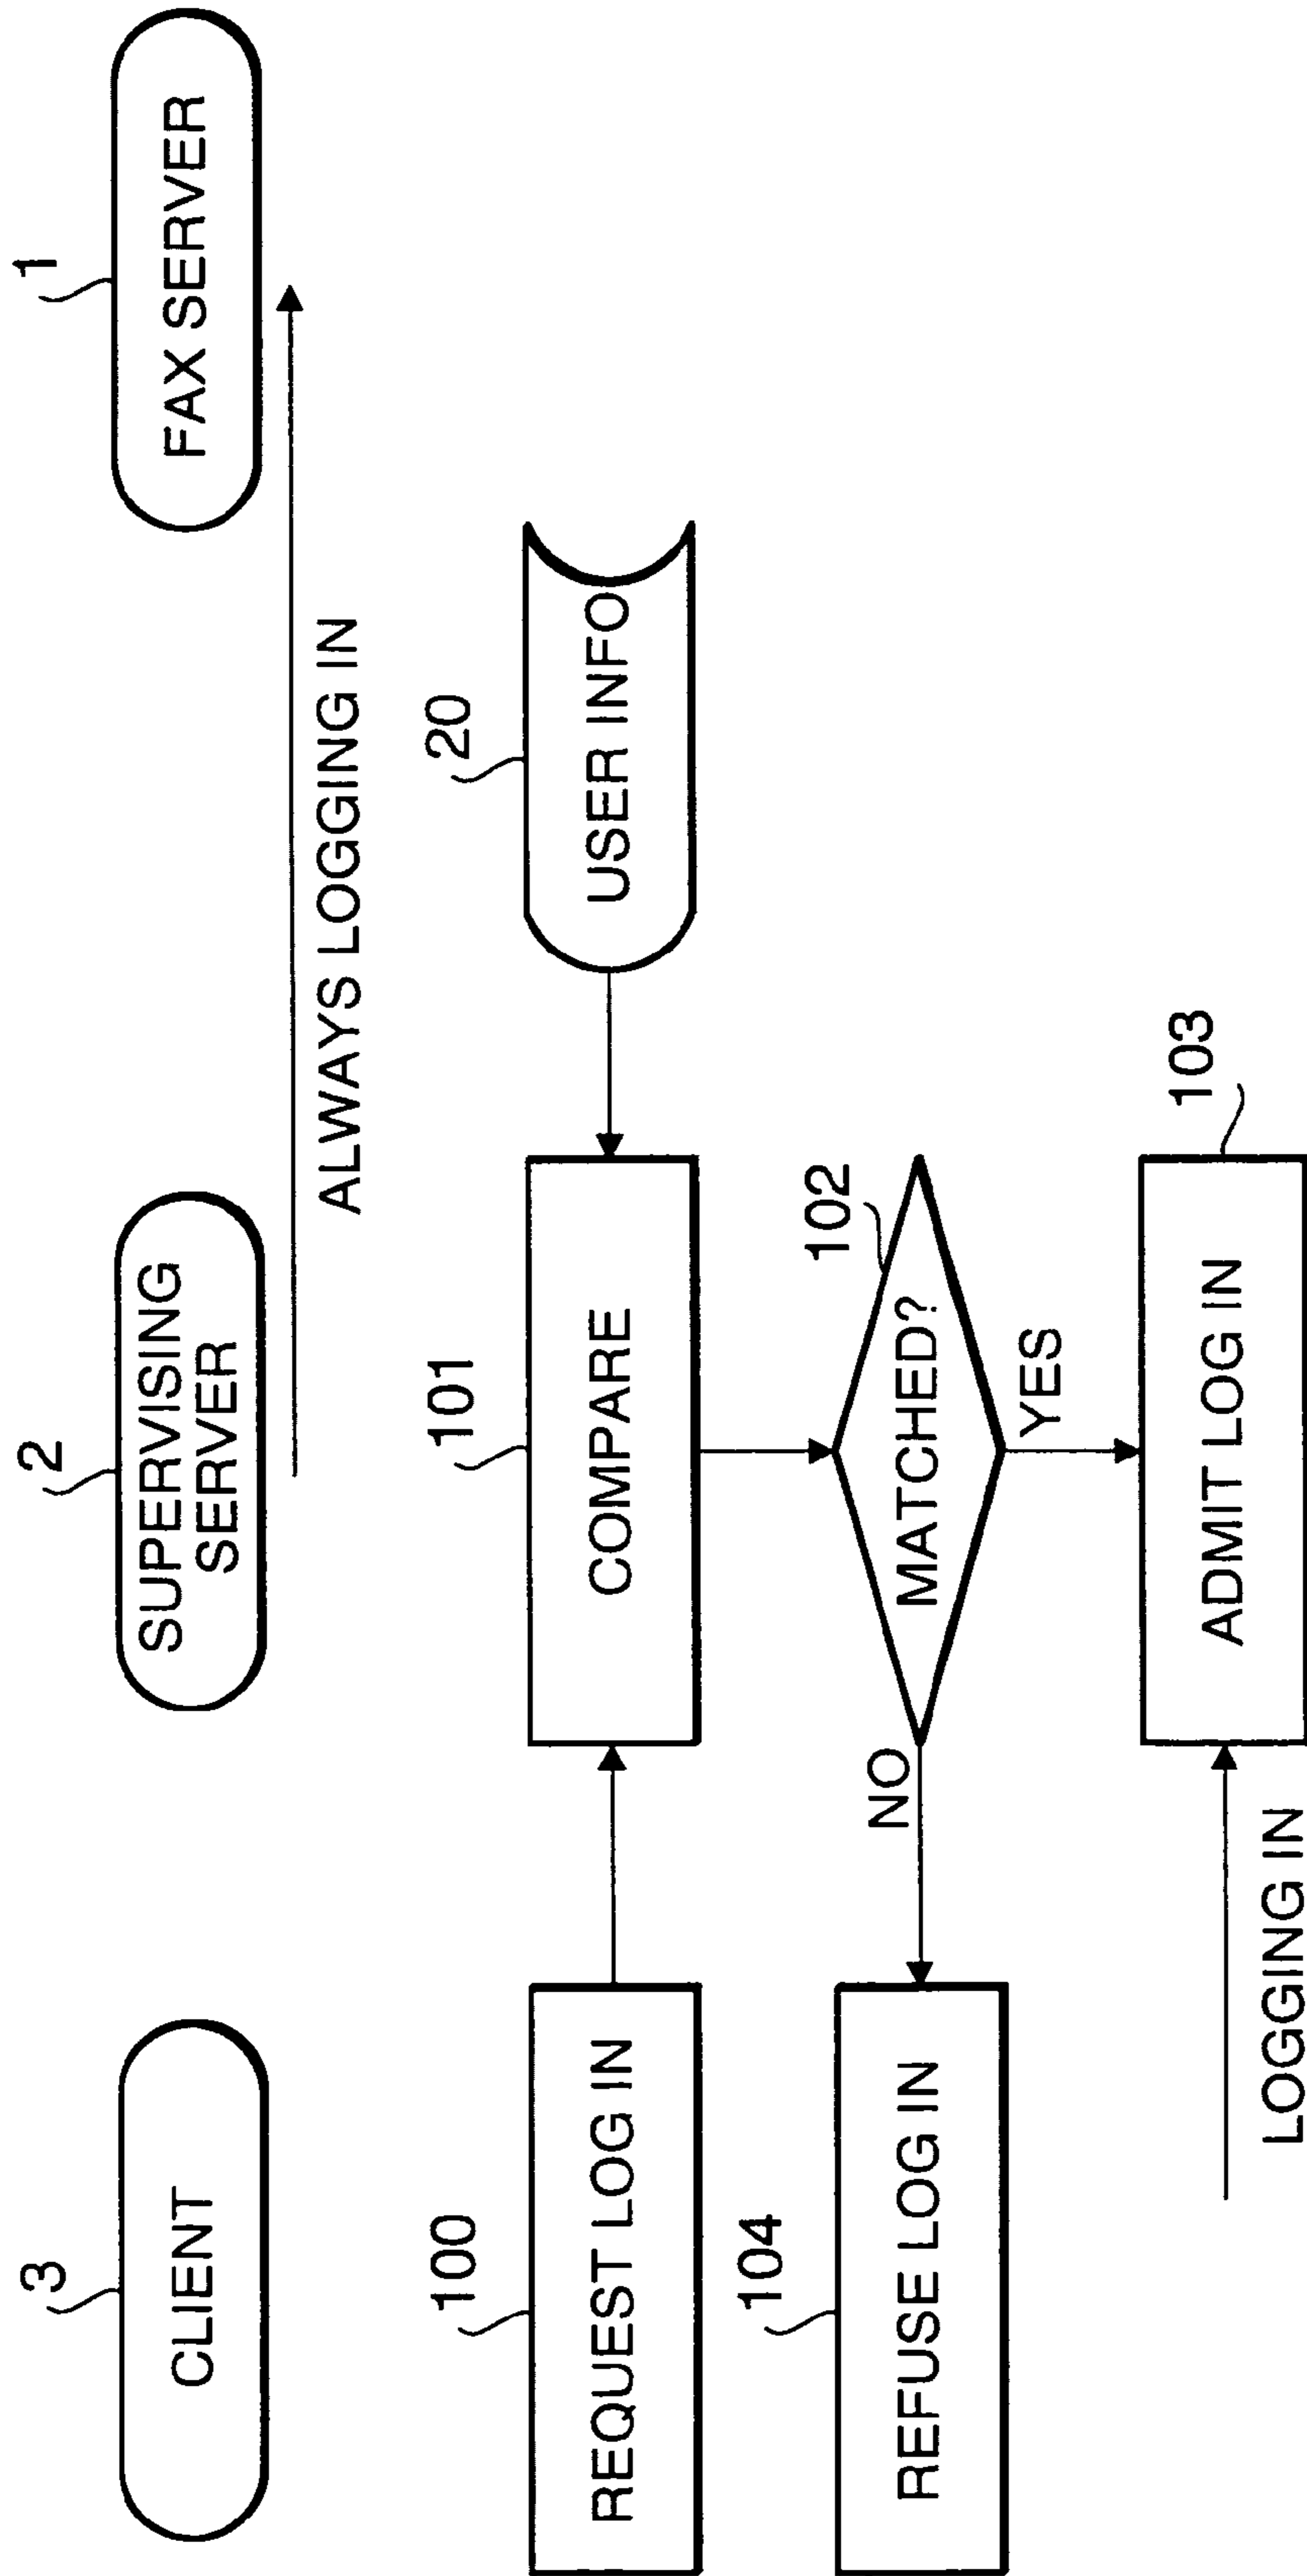 3
CLIENT
2
SUPERVISING
SERVER
1
FAX SERVER
ALWAYS LOGGING IN
100
REQUEST LOG IN
101
COMPARE
20
USER INFO
104
REFUSE LOG IN
NO
102
MATCHED?
YES
103
ADMIT LOG IN
LOGGING IN